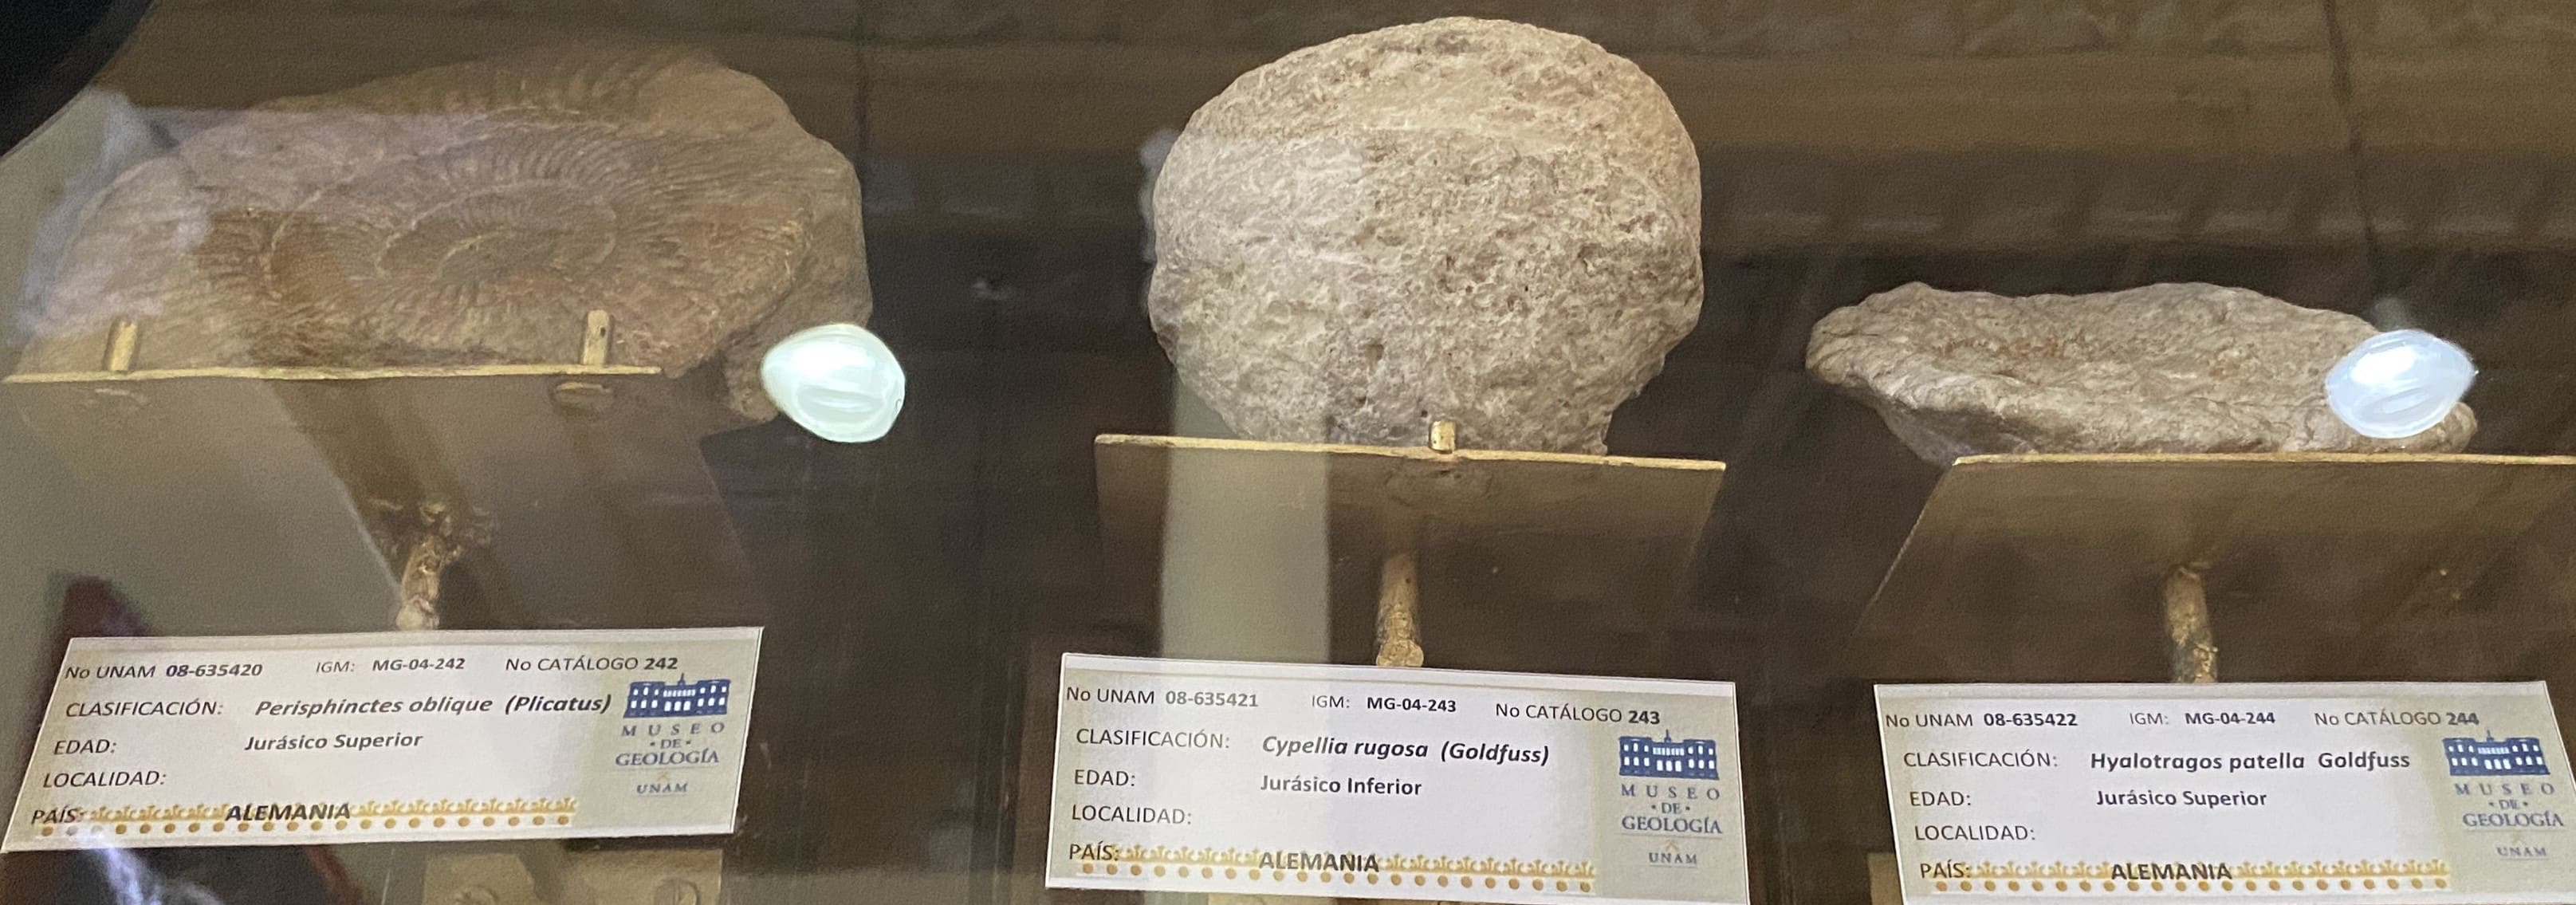 No UNAM 08-635420 IGM: MG-04-242 No CATÁLOGO 242
CLASIFICACIÓN: Perisphinctes oblique (Plicatus)
EDAD: Jurásico Superior
LOCALIDAD:
PAÍS: ALEMANIA
MUSEO
• DE •
GEOLOGÍA
UNAM
No UNAM 08-635421 IGM: MG-04-243 No CATÁLOGO 243
CLASIFICACIÓN: Cypellia rugosa (Goldfuss)
EDAD: Jurásico Inferior
LOCALIDAD:
PAÍS: ALEMANIA
MUSEO
• DE •
GEOLOGÍA
UNAM
No UNAM 08-635422 IGM: MG-04-244 No CATÁLOGO 244
CLASIFICACIÓN: Hyalotragos patella Goldfuss
EDAD: Jurásico Superior
LOCALIDAD:
PAÍS: ALEMANIA
MUSEO
• DE •
GEOLOGÍA
UNAM